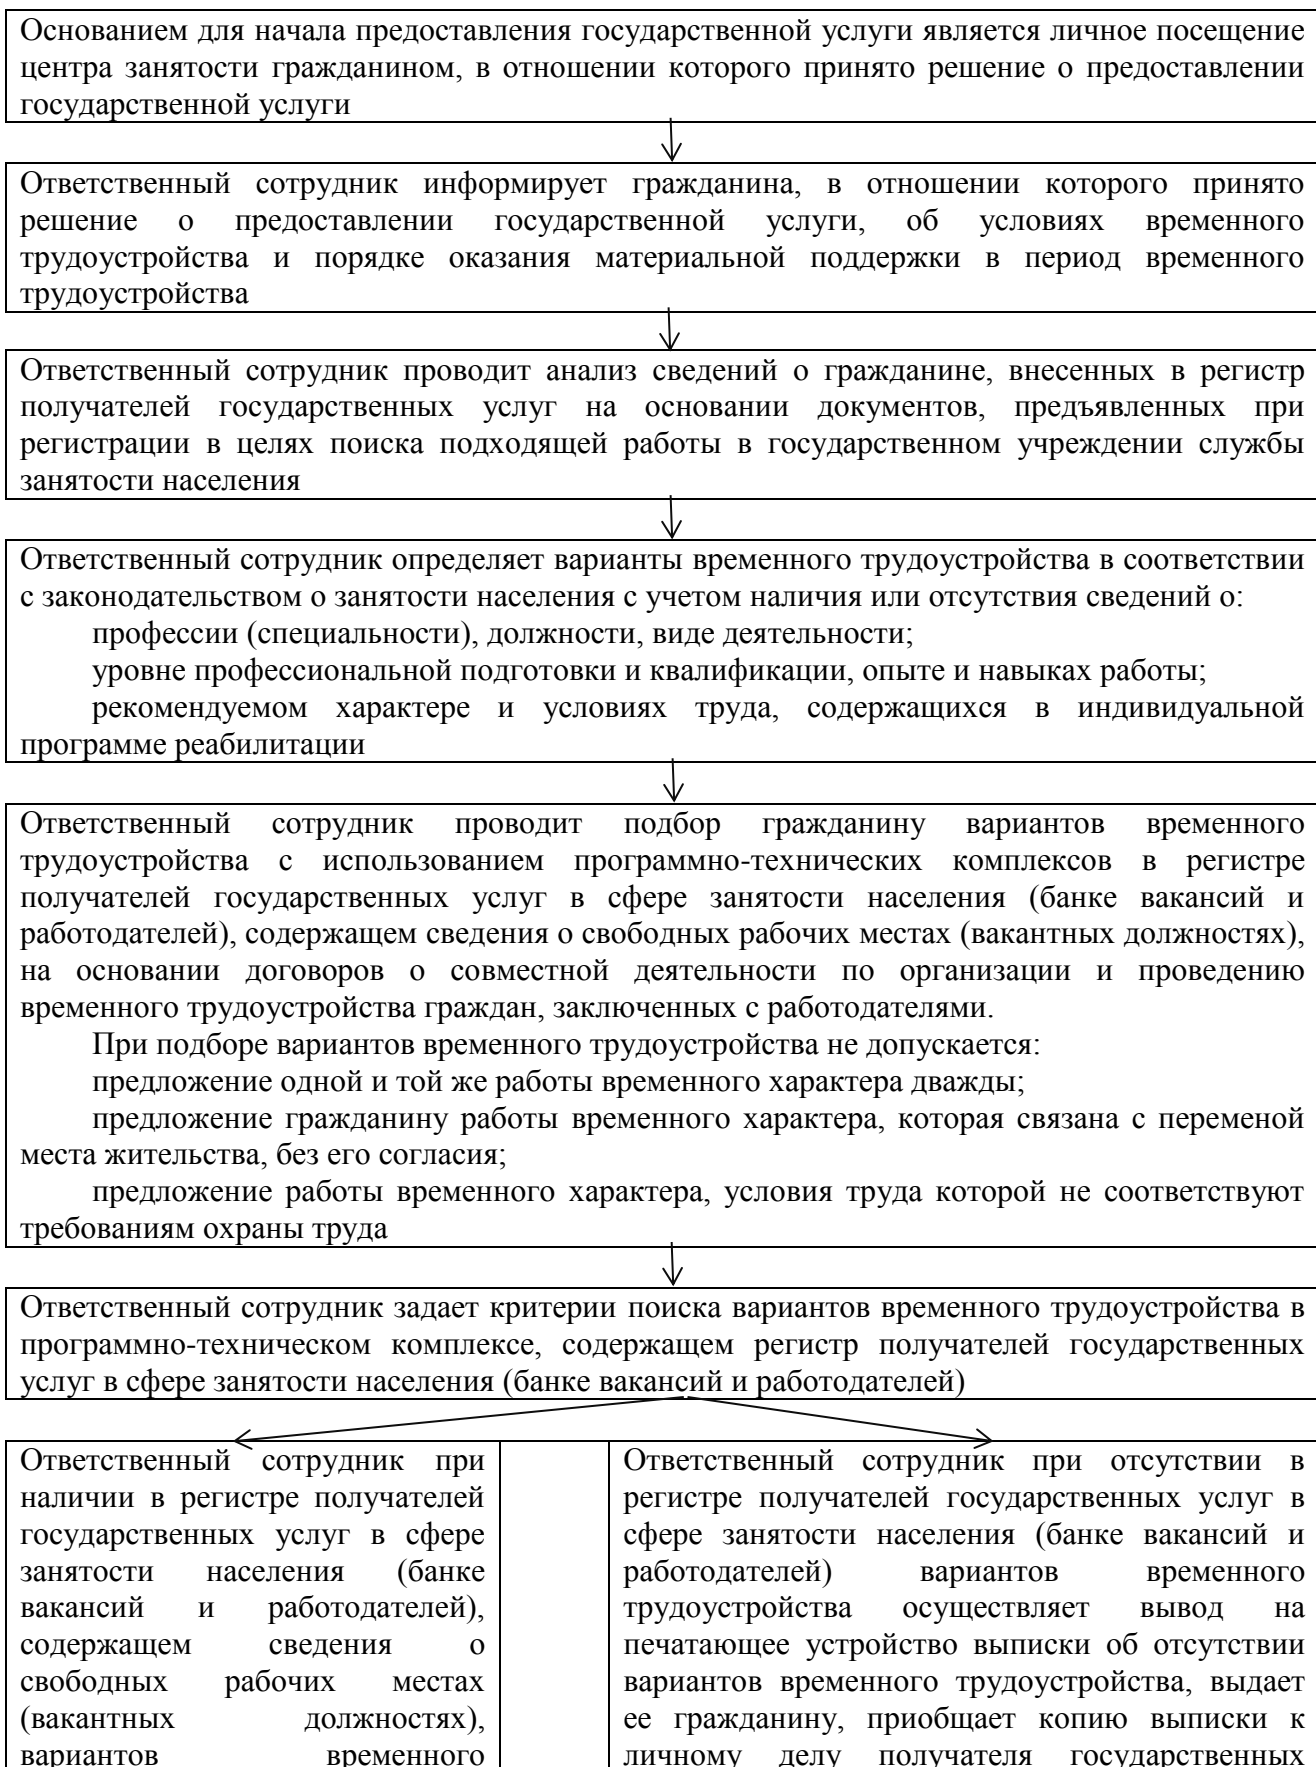 Основанием для начала предоставления государственной услуги является личное посещение
центра занятости гражданином, в отношении которого принято решение о предоставлении
государственной услуги
Ответственный сотрудник информирует гражданина, в отношении которого принято
решение о предоставлении государственной услуги, об условиях временного
трудоустройства и порядке оказания материальной поддержки в период временного
трудоустройства
Ответственный сотрудник проводит анализ сведений о гражданине, внесенных в регистр
получателей государственных услуг на основании документов, предъявленных при
регистрации в целях поиска подходящей работы в государственном учреждении службы
занятости населения
Ответственный сотрудник определяет варианты временного трудоустройства в соответствии
с законодательством о занятости населения с учетом наличия или отсутствия сведений о:
профессии (специальности), должности, виде деятельности;
уровне профессиональной подготовки и квалификации, опыте и навыках работы;
рекомендуемом характере и условиях труда, содержащихся в индивидуальной
программе реабилитации
Ответственный сотрудник проводит подбор гражданину вариантов временного
трудоустройства с использованием программно-технических комплексов в регистре
получателей государственных услуг в сфере занятости населения (банке вакансий и
работодателей), содержащем сведения о свободных рабочих местах (вакантных должностях),
на основании договоров о совместной деятельности по организации и проведению
временного трудоустройства граждан, заключенных с работодателями.
При подборе вариантов временного трудоустройства не допускается:
предложение одной и той же работы временного характера дважды;
предложение гражданину работы временного характера, которая связана с переменой
места жительства, без его согласия;
предложение работы временного характера, условия труда которой не соответствуют
требованиям охраны труда
Ответственный сотрудник задает критерии поиска вариантов временного трудоустройства в
программно-техническом комплексе, содержащем регистр получателей государственных
услуг в сфере занятости населения (банке вакансий и работодателей)
Ответственный сотрудник при
наличии в регистре получателей
государственных услуг в сфере
занятости населения (банке
вакансий и работодателей),
содержащем сведения о
свободных рабочих местах
(вакантных должностях),
вариантов временного
Ответственный сотрудник при отсутствии в
регистре получателей государственных услуг в
сфере занятости населения (банке вакансий и
работодателей) вариантов временного
трудоустройства осуществляет вывод на
печатающее устройство выписки об отсутствии
вариантов временного трудоустройства, выдает
ее гражданину, приобщает копию выписки к
личному делу получателя государственных